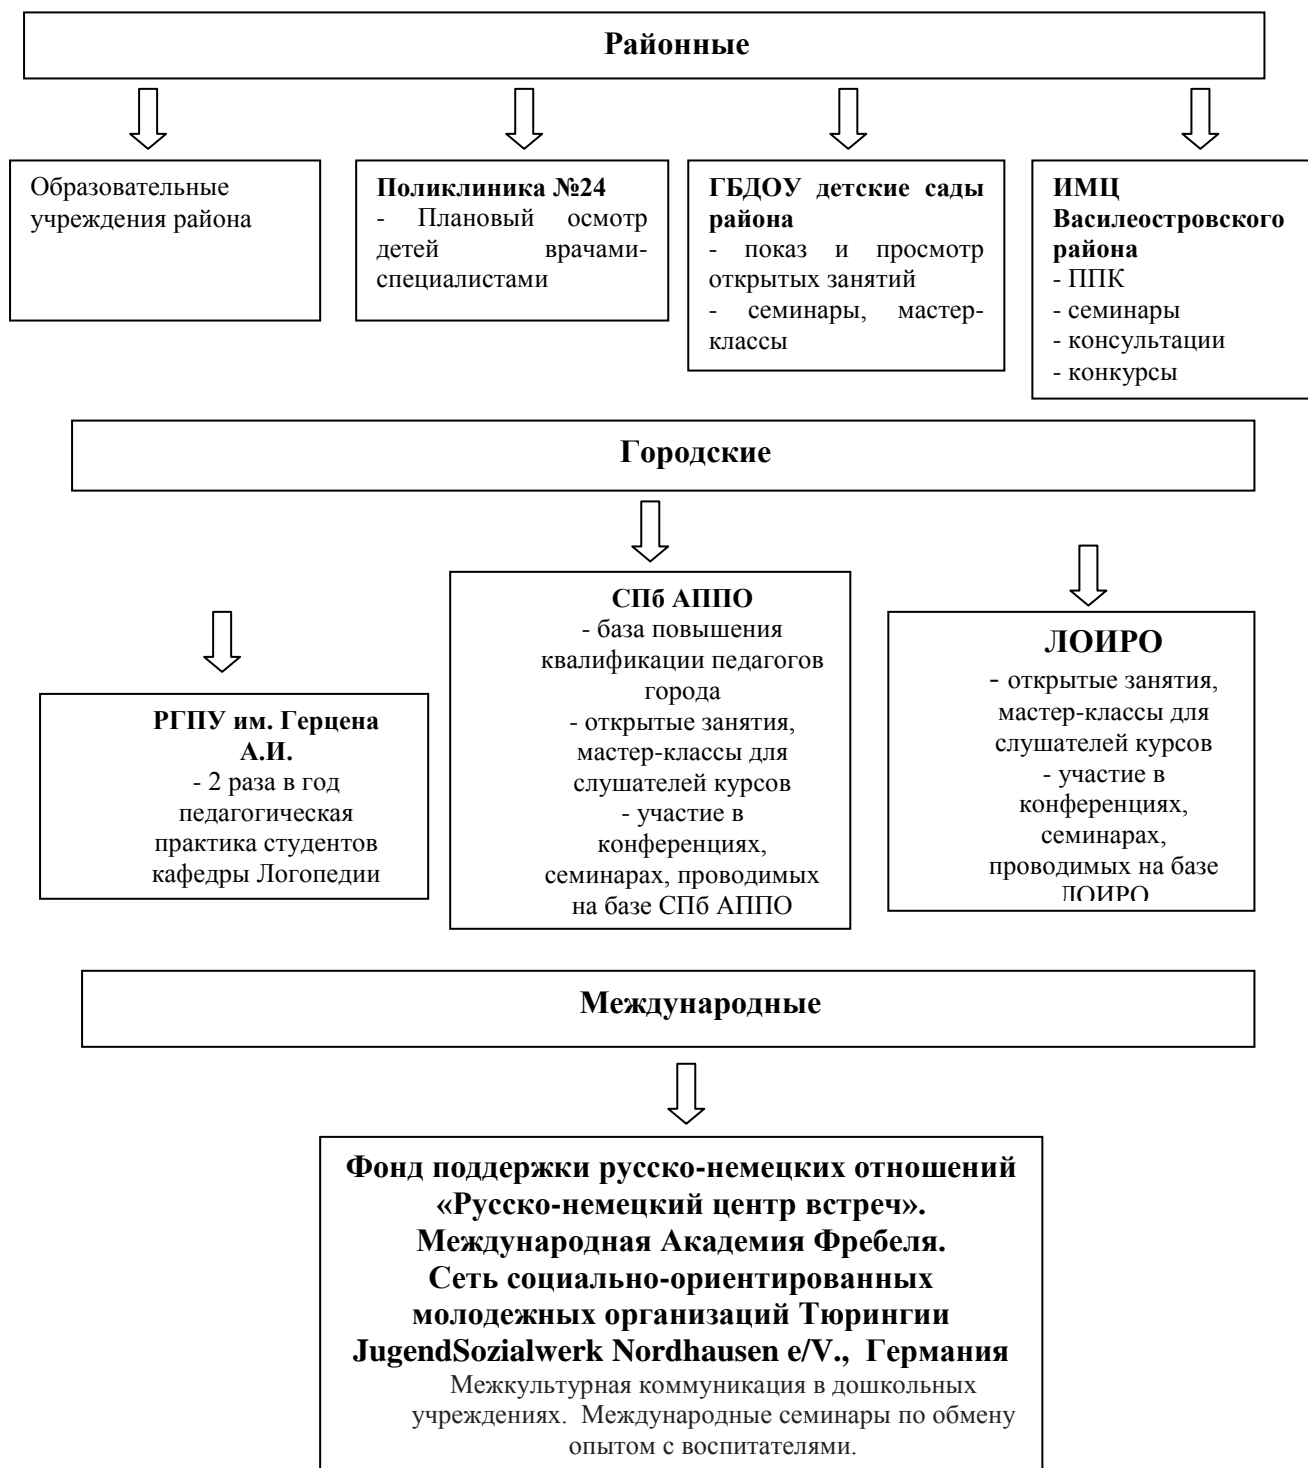 Районные
Образовательные
учреждения района
Поликлиника №24
- Плановый осмотр
детей врачами-
специалистами
ГБДОУ детские сады
района
- показ и просмотр
открытых занятий
- семинары, мастер-
классы
ИМЦ
Василеостровского
района
- ППК
- семинары
- консультации
- конкурсы
Городские
РГПУ им. Герцена
А.И.
- 2 раза в год
педагогическая
практика студентов
кафедры Логопедии
СПб АППО
- база повышения
квалификации педагогов
города
- открытые занятия,
мастер-классы для
слушателей курсов
- участие в
конференциях,
семинарах, проводимых
на базе СПб АППО
ЛОИРО
- открытые занятия,
мастер-классы для
слушателей курсов
- участие в
конференциях,
семинарах,
проводимых на базе
ЛОИРО
Международные
Фонд поддержки русско-немецких отношений
«Русско-немецкий центр встреч».
Международная Академия Фребеля.
Сеть социально-ориентированных
молодежных организаций Тюрингии
JugendSozialwerk Nordhausen e/V., Германия
Межкультурная коммуникация в дошкольных
учреждениях. Международные семинары по обмену
опытом с воспитателями.